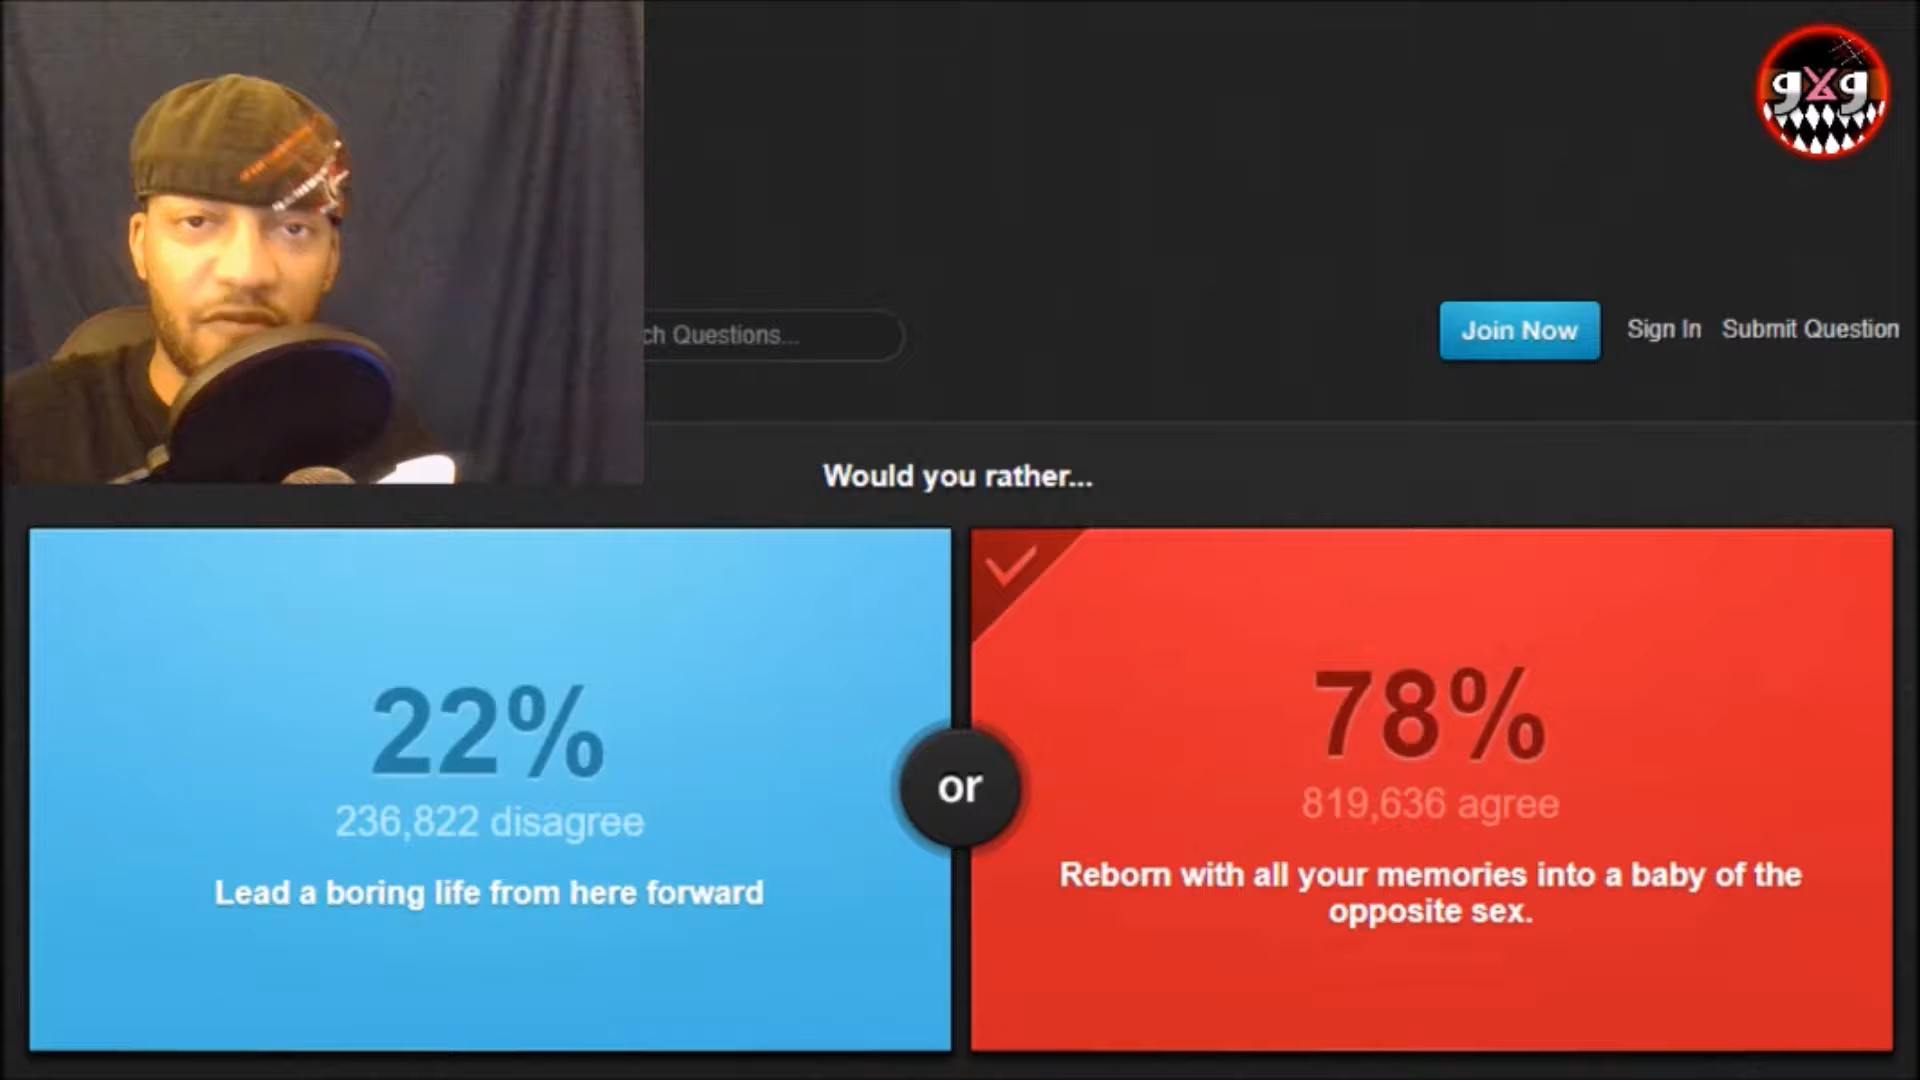 gxg
ch Questions...
Join Now
Sign In
Submit Question
Would you rather...
22%
236,822 disagree
Lead a boring life from here forward
or
78%
819,636 agree
Reborn with all your memories into a baby of the
opposite sex.